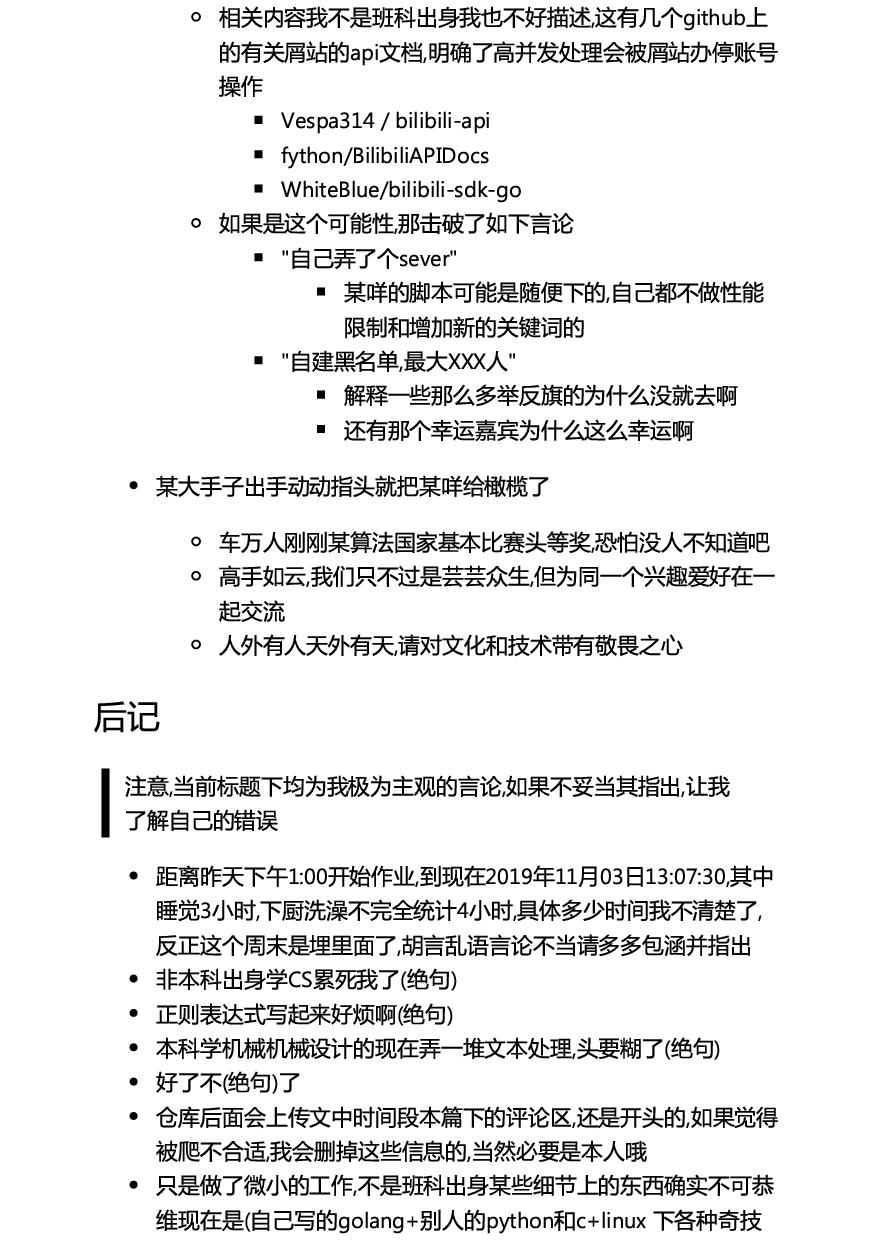 相关内容我不是班科出身我也不好描述,这有几个github上
的有关屑站的api文档,明确了高并发处理会被屑站办停账号
操作
Vespa314 / bilibili-api
fython/BilibiliAPIDocs
WhiteBlue/bilibili-sdk-go
如果是这个可能性,那击破了如下言论
"自己弄了个sever"
某咩的脚本可能是随便下的,自己都不做性能
限制和增加新的关键词的
"自建黑名单,最大XXX人"
解释一些那么多举反旗的为什么没就去啊
还有那个幸运嘉宾为什么这么幸运啊
某大手子出手动动指头就把某咩给橄榄了
车万人刚刚某算法国家基本比赛头等奖,恐怕没人不知道吧
高手如云,我们只不过是芸芸众生,但为同一个兴趣爱好在一
起交流
人外有人天外有天,请对文化和技术带有敬畏之心
后记
注意,当前标题下均为我极为主观的言论,如果不妥当其指出,让我
了解自己的错误
距离昨天下午1:00开始作业,到现在2019年11月03日13:07:30,其中
睡觉3小时,下厨洗澡不完全统计4小时,具体多少时间我不清楚了,
反正这个周末是埋里面了,胡言乱语言论不当请多多包涵并指出
非本科出身学CS累死我了(绝句)
正则表达式写起来好烦啊(绝句)
本科学机械机械设计的现在弄一堆文本处理,头要糊了(绝句)
好了不(绝句)了
仓库后面会上传文中时间段本篇下的评论区,还是开头的,如果觉得
被爬不合适,我会删掉这些信息的,当然必要是本人哦
只是做了微小的工作,不是班科出身某些细节上的东西确实不可恭
维现在是(自己写的golang+别人的python和c+linux 下各种奇技